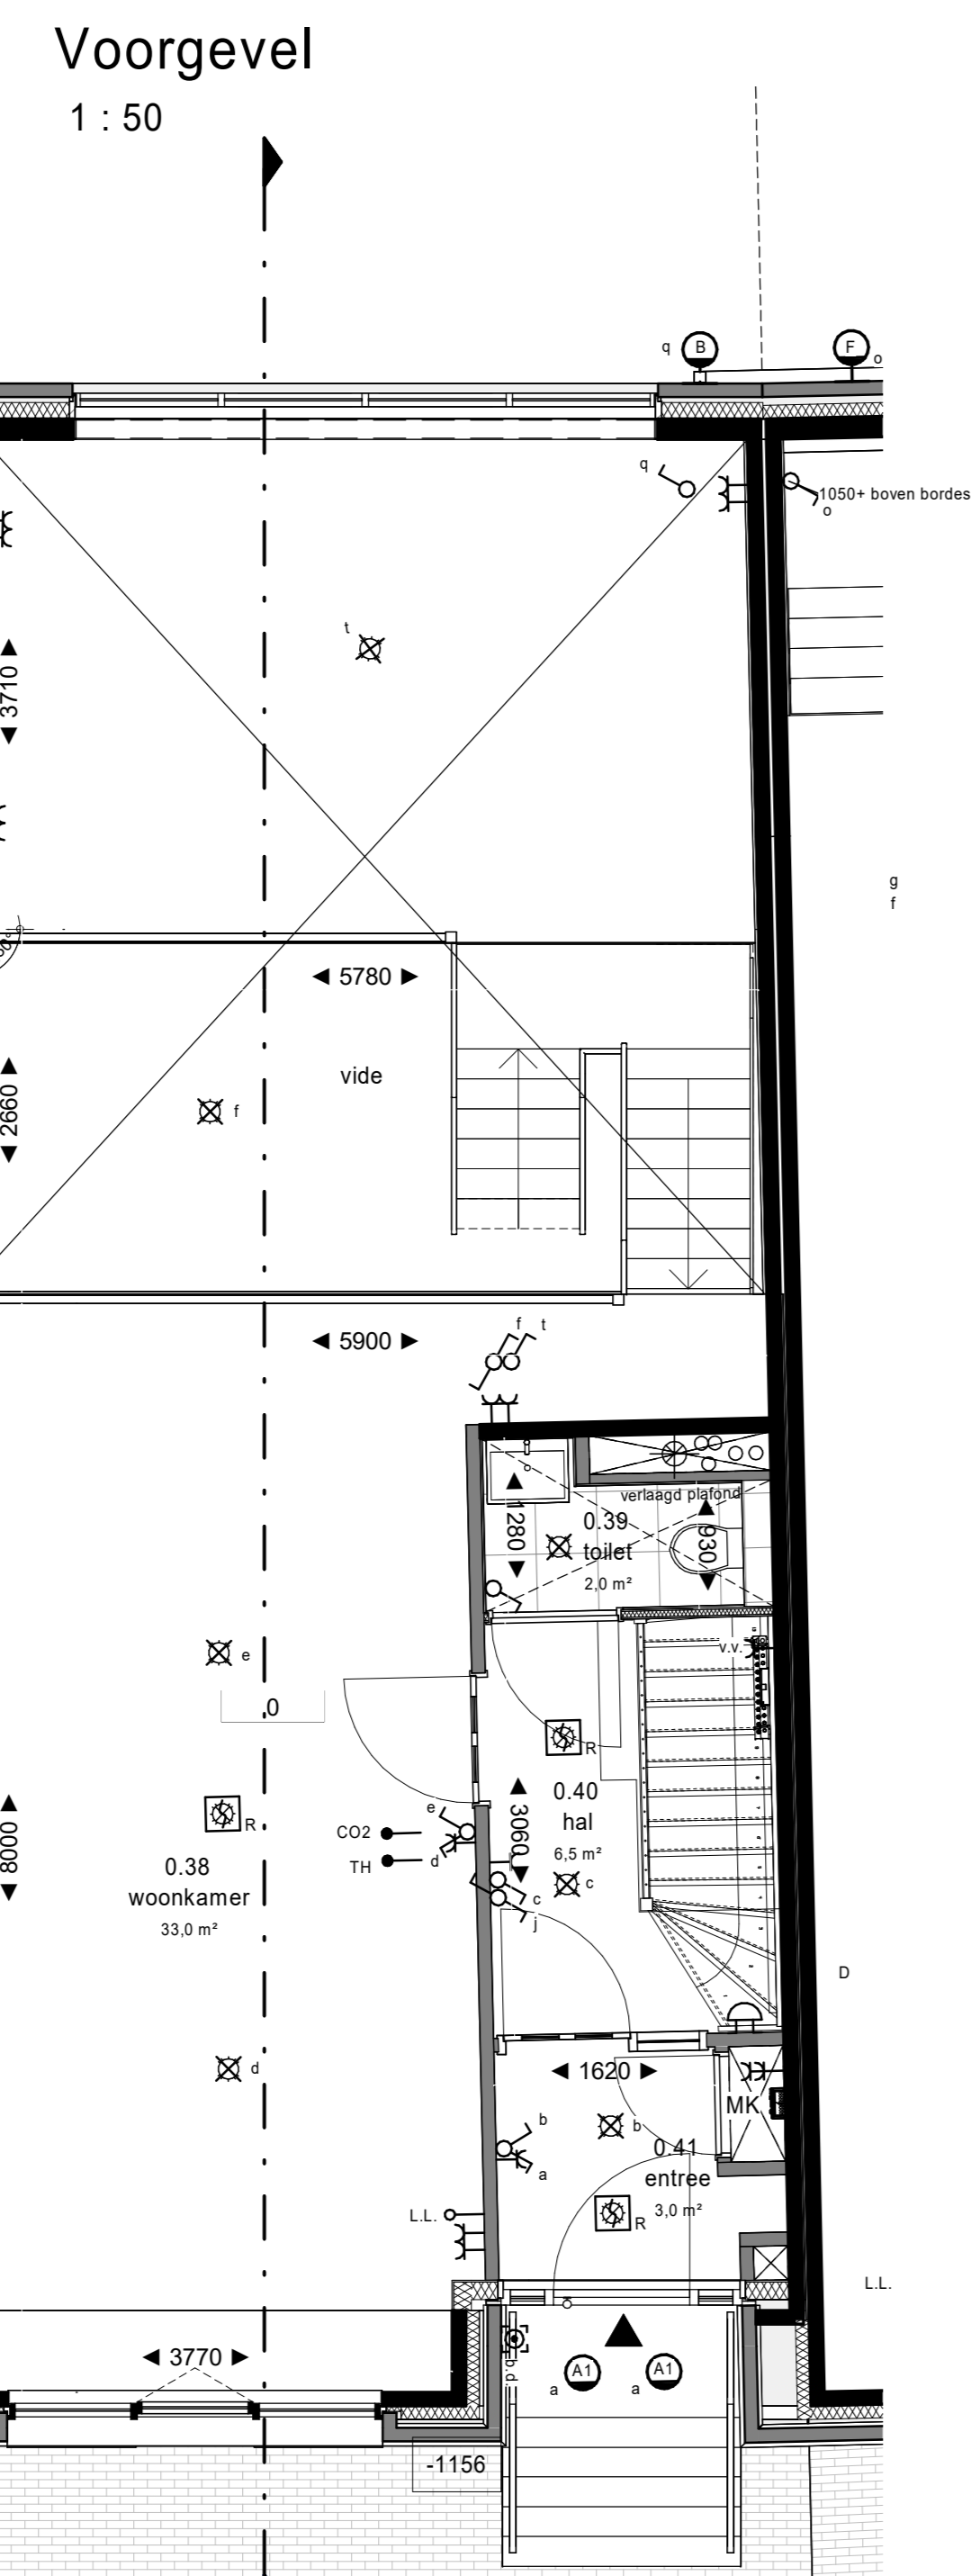 Voorgevel
1 : 50
q
B
F
o
q
1050+ boven bordes
o
t
3710
g
f
5780
vide
2660
f
5900
f
t
verlaagd plafond
1280
0.39
930
toilet
2,0 m²
v.v.
e
0
R
0.40
hal
6,5 m²
3060
R
e
CO2
TH
d
c
c
j
8000
0.38
woonkamer
33,0 m²
D
d
1620
MK
b
b
a
0.41
entree
3,0 m²
R
L.L.
L.L.
3770
b.d.
A1
A1
a
a
-1156